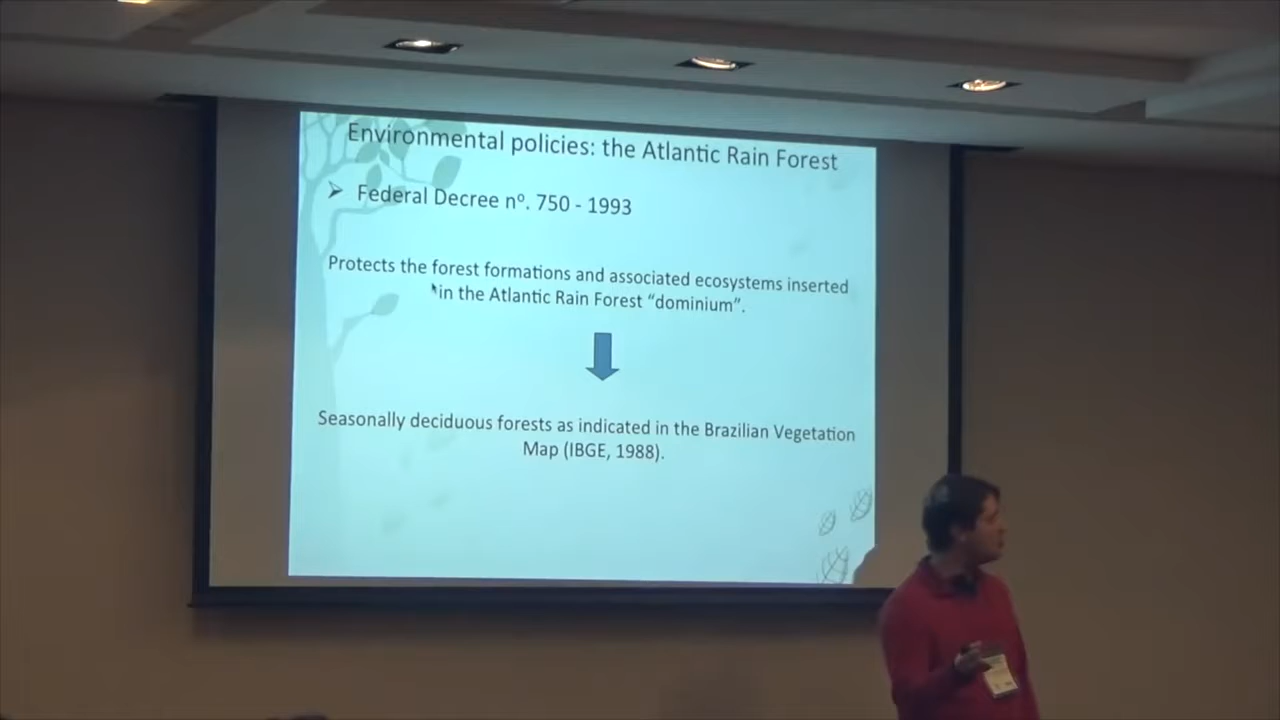 Environmental policies: the Atlantic Rain Forest
Federal Decree nº. 750 - 1993
Protects the forest formations and associated ecosystems inserted
in the Atlantic Rain Forest “dominium”.
Seasonally deciduous forests as indicated in the Brazilian Vegetation
Map (IBGE, 1988).